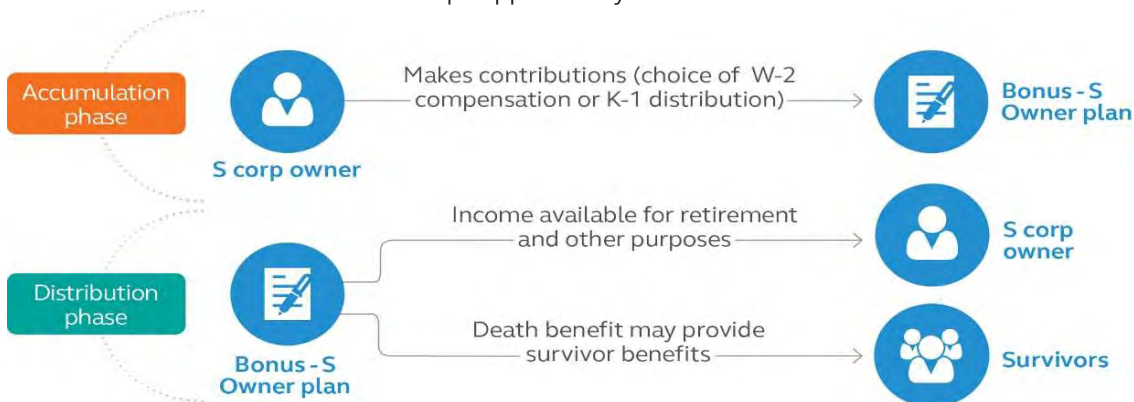 Accumulation
phase
S corp owner
Makes contributions (choice of W-2
compensation or K-1 distribution)
Bonus - S
Owner plan
Distribution
phase
Bonus - S
Owner plan
Income available for retirement
and other purposes
S corp
owner
Death benefit may provide
survivor benefits
Survivors